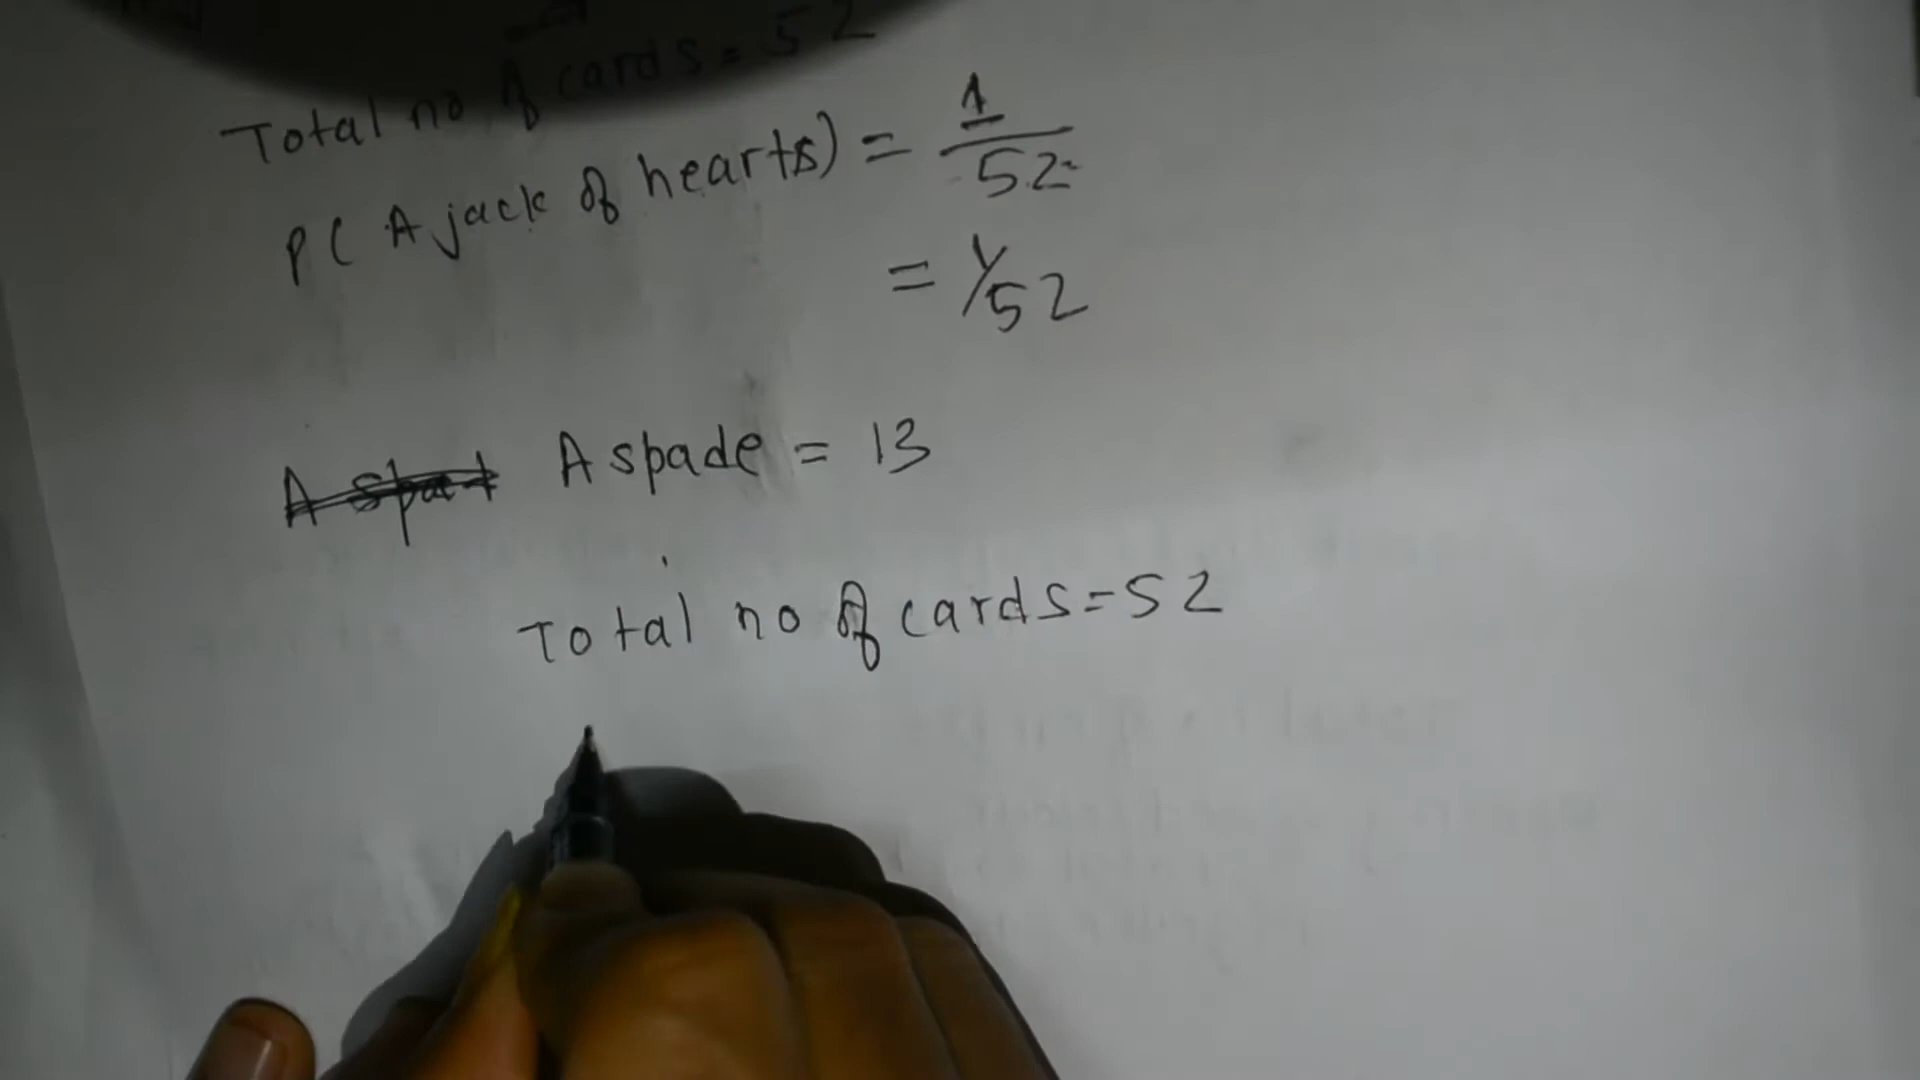 Total no of cards = 52
P( A jack of hearts) = 1/52
= 1/52
A spade = 13
Total no of cards = 52